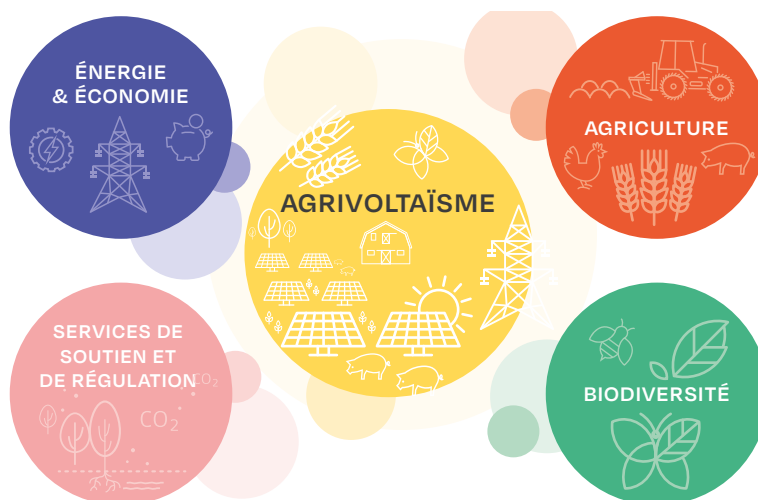 ÉNERGIE
& ÉCONOMIE
AGRICULTURE
AGRIVOLTAÏSME
SERVICES DE
SOUTIEN ET
DE RÉGULATION
CO₂
CO₂
BIODIVERSITÉ